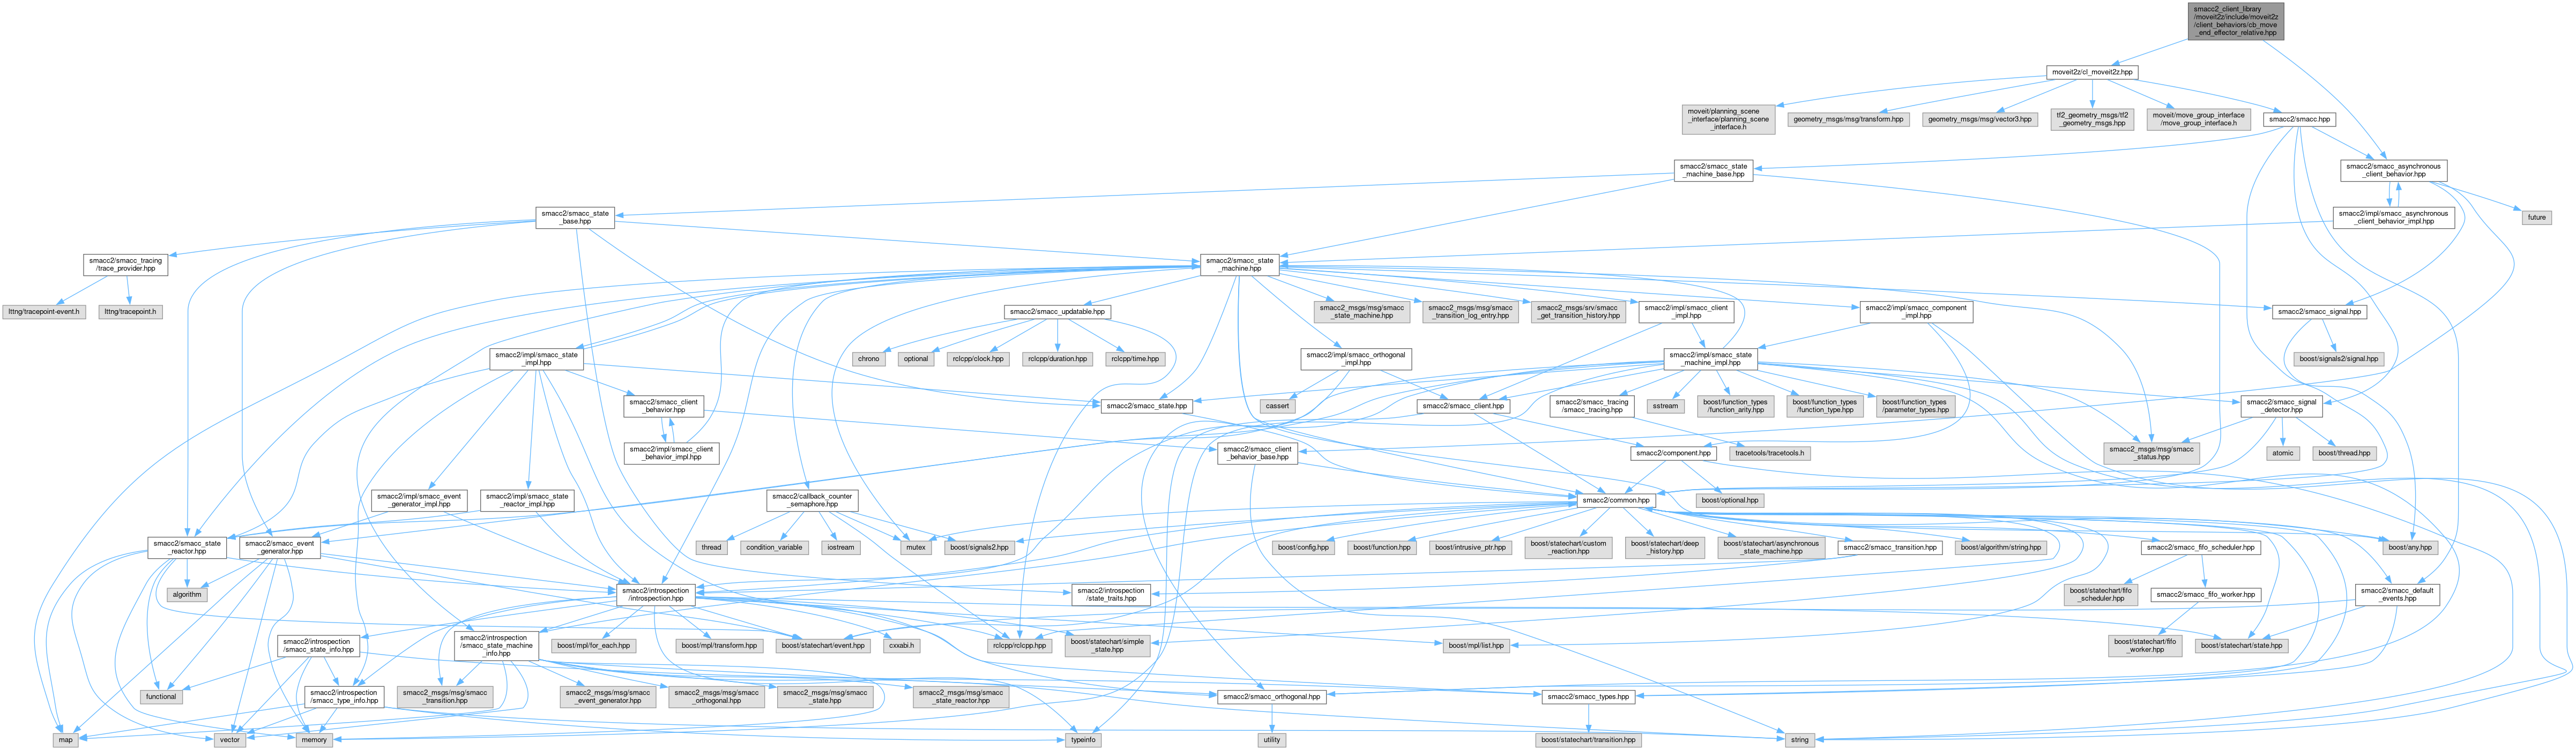 smacc2_client_library
/moveit2z/include/moveit2z
/client_behaviors/cb_move
_end_effector_relative.hpp
moveit2z/cl_moveit2z.hpp
moveit/planning_scene
_interface/planning_scene
_interface.h
geometry_msgs/msg/transform.hpp
geometry_msgs/msg/vector3.hpp
tf2_geometry_msgs/tf2
_geometry_msgs.hpp
moveit/move_group_interface
/move_group_interface.h
smacc2/smacc.hpp
smacc2/smacc_state
_machine_base.hpp
smacc2/smacc_asynchronous
_client_behavior.hpp
smacc2/smacc_state
_base.hpp
smacc2/impl/smacc_asynchronous
_client_behavior_impl.hpp
future
smacc2/smacc_tracing
/trace_provider.hpp
smacc2/smacc_state
_machine.hpp
lttng/tracepoint-event.h
lttng/tracepoint.h
smacc2/smacc_updatable.hpp
smacc2_msgs/msg/smacc
_state_machine.hpp
smacc2_msgs/msg/smacc
_transition_log_entry.hpp
smacc2_msgs/srv/smacc
_get_transition_history.hpp
smacc2/impl/smacc_client
_impl.hpp
smacc2/impl/smacc_component
_impl.hpp
smacc2/smacc_signal.hpp
smacc2/impl/smacc_state
_impl.hpp
chrono
optional
rclcpp/clock.hpp
rclcpp/duration.hpp
rclcpp/time.hpp
smacc2/impl/smacc_orthogonal
_impl.hpp
smacc2/impl/smacc_state
_machine_impl.hpp
boost/signals2/signal.hpp
smacc2/smacc_client
_behavior.hpp
smacc2/smacc_state.hpp
cassert
smacc2/smacc_client.hpp
smacc2/smacc_tracing
/smacc_tracing.hpp
sstream
boost/function_types
/function_arity.hpp
boost/function_types
/function_type.hpp
boost/function_types
/parameter_types.hpp
smacc2/smacc_signal
_detector.hpp
smacc2/impl/smacc_client
_behavior_impl.hpp
smacc2/smacc_client
_behavior_base.hpp
smacc2/component.hpp
tracetools/tracetools.h
smacc2_msgs/msg/smacc
_status.hpp
atomic
boost/thread.hpp
smacc2/impl/smacc_event
_generator_impl.hpp
smacc2/impl/smacc_state
_reactor_impl.hpp
smacc2/callback_counter
_semaphore.hpp
smacc2/common.hpp
boost/optional.hpp
smacc2/smacc_state
_reactor.hpp
smacc2/smacc_event
_generator.hpp
thread
condition_variable
iostream
mutex
boost/signals2.hpp
boost/config.hpp
boost/function.hpp
boost/intrusive_ptr.hpp
boost/statechart/custom
_reaction.hpp
boost/statechart/deep
_history.hpp
boost/statechart/asynchronous
_state_machine.hpp
smacc2/smacc_transition.hpp
boost/algorithm/string.hpp
smacc2/smacc_fifo_scheduler.hpp
boost/any.hpp
algorithm
smacc2/introspection
/introspection.hpp
smacc2/introspection
/state_traits.hpp
boost/statechart/fifo
_scheduler.hpp
smacc2/smacc_fifo_worker.hpp
smacc2/smacc_default
_events.hpp
smacc2/introspection
/smacc_state_info.hpp
smacc2/introspection
/smacc_state_machine
_info.hpp
boost/mpl/for_each.hpp
boost/mpl/transform.hpp
boost/statechart/event.hpp
cxxabi.h
rclcpp/rclcpp.hpp
boost/statechart/simple
_state.hpp
boost/mpl/list.hpp
boost/statechart/fifo
_worker.hpp
boost/statechart/state.hpp
functional
smacc2/introspection
/smacc_type_info.hpp
smacc2_msgs/msg/smacc
_transition.hpp
smacc2_msgs/msg/smacc
_event_generator.hpp
smacc2_msgs/msg/smacc
_orthogonal.hpp
smacc2_msgs/msg/smacc
_state.hpp
smacc2_msgs/msg/smacc
_state_reactor.hpp
smacc2/smacc_orthogonal.hpp
smacc2/smacc_types.hpp
map
vector
memory
typeinfo
utility
boost/statechart/transition.hpp
string